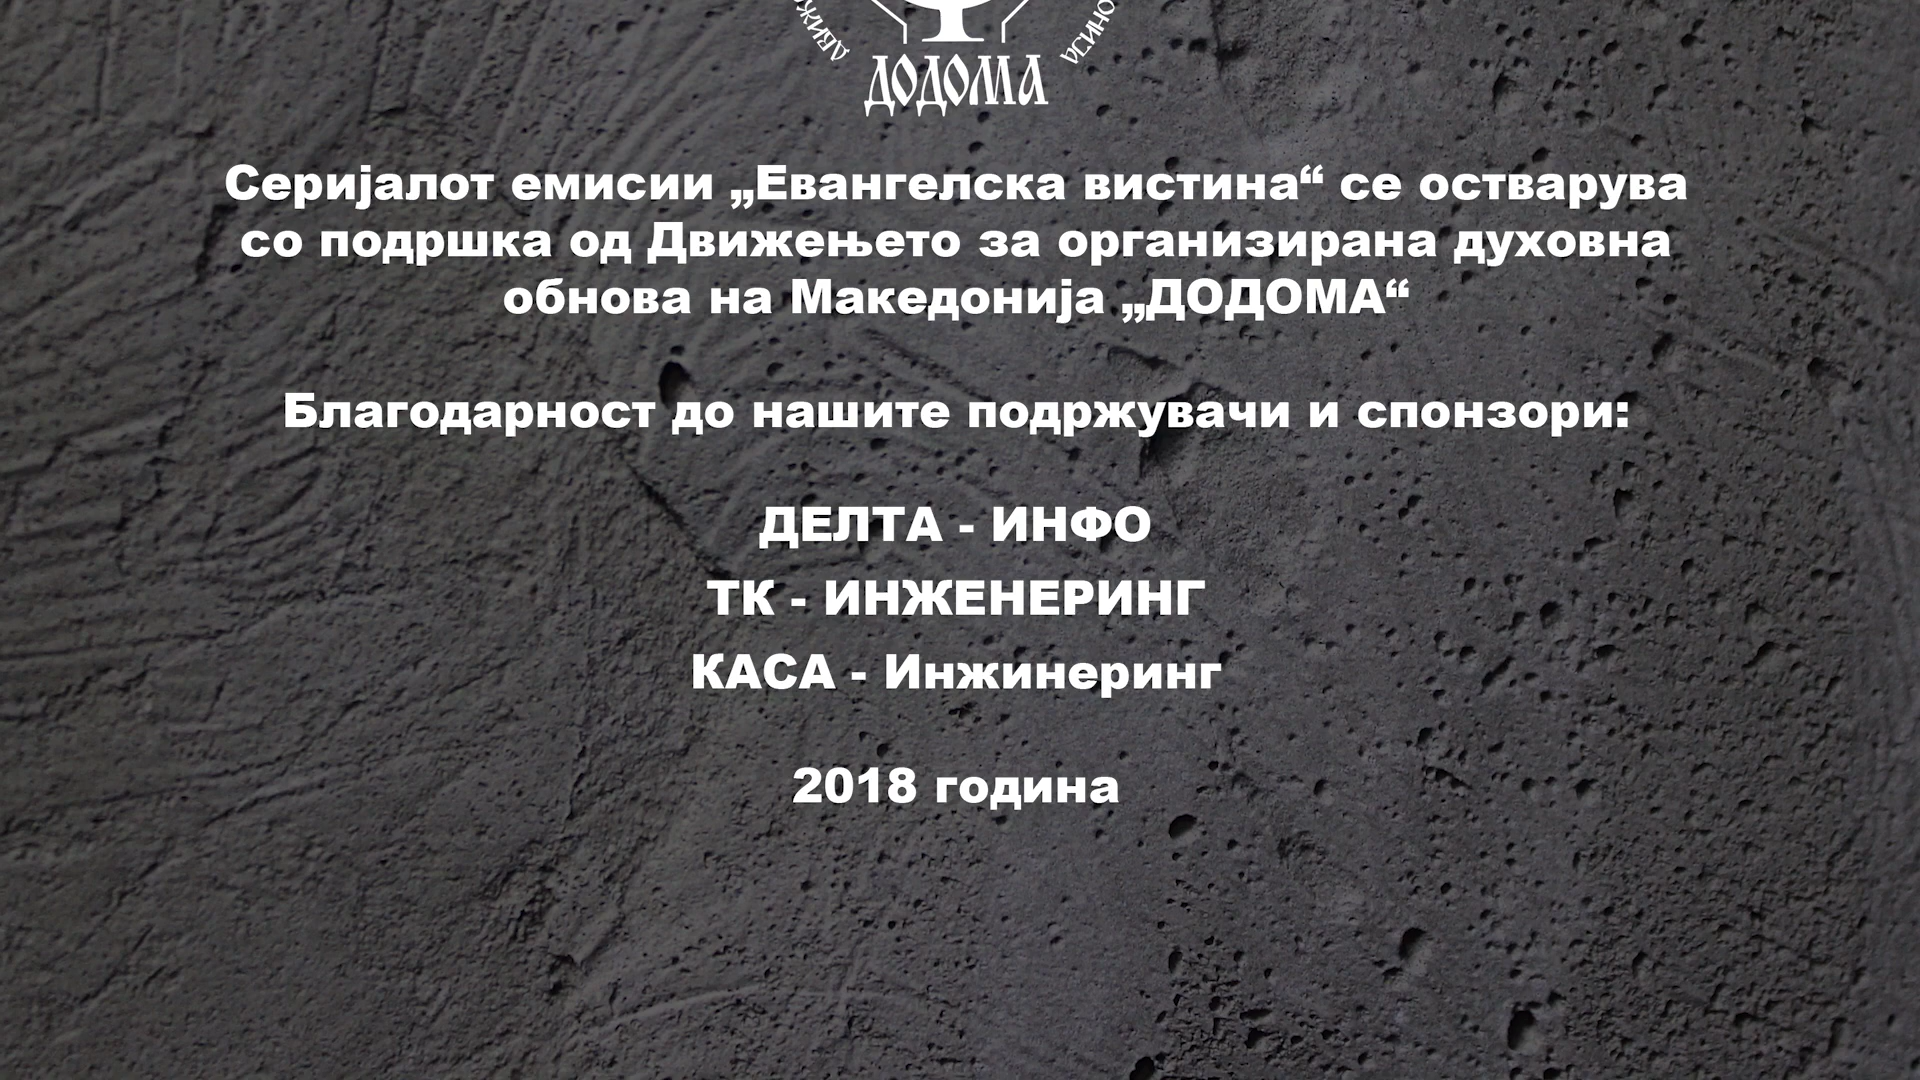 ДОДОМА
Серијалот емисии „Евангелска вистина“ се остварува
со подршка од Движењето за организирана духовна
обнова на Македонија „ДОДОМА“
Благодарност до нашите подржувачи и спонзори:
ДЕЛТА - ИНФО
ТК - ИНЖЕНЕРИНГ
КАСА - Инжинеринг
2018 година